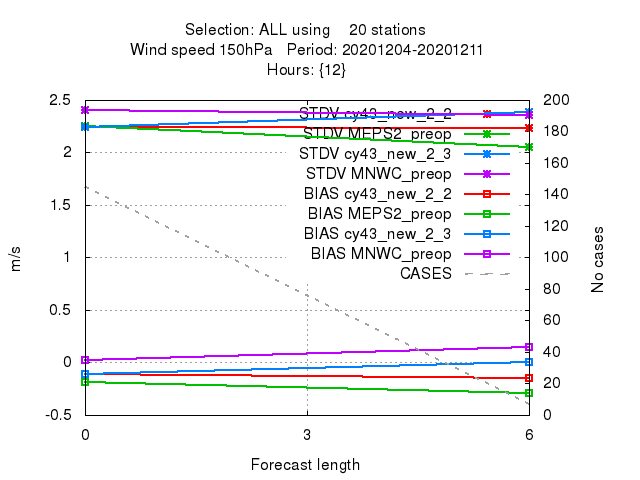 Selection: ALL using 20 stations
Wind speed 150hPa Period: 20201204-20201211
Hours: {12}
2.5
2
1.5
1
0.5
0
-0.5
m/s
STDV cy43_new_2_2
STDV MEPS2_preop
STDV cy43_new_2_3
STDV MNWC_preop
BIAS cy43_new_2_2
BIAS MEPS2_preop
BIAS cy43_new_2_3
BIAS MNWC_preop
CASES
200
180
160
140
120
100
80
60
40
20
0
No cases
0 3 6
Forecast length